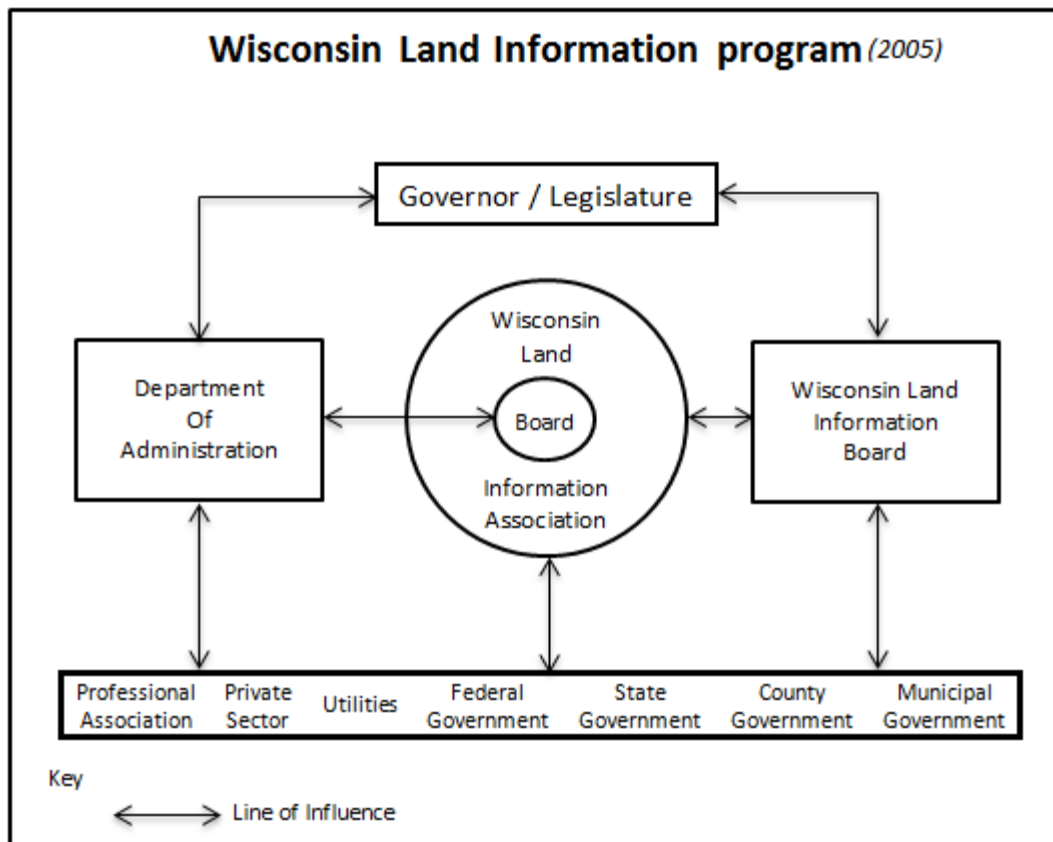 Wisconsin Land Information program (2005)
Governor / Legislature
Department
Of
Administration
Wisconsin
Land
Board
Information
Association
Wisconsin Land
Information
Board
Professional
Association
Private
Sector
Utilities
Federal
Government
State
Government
County
Government
Municipal
Government
Key
Line of Influence